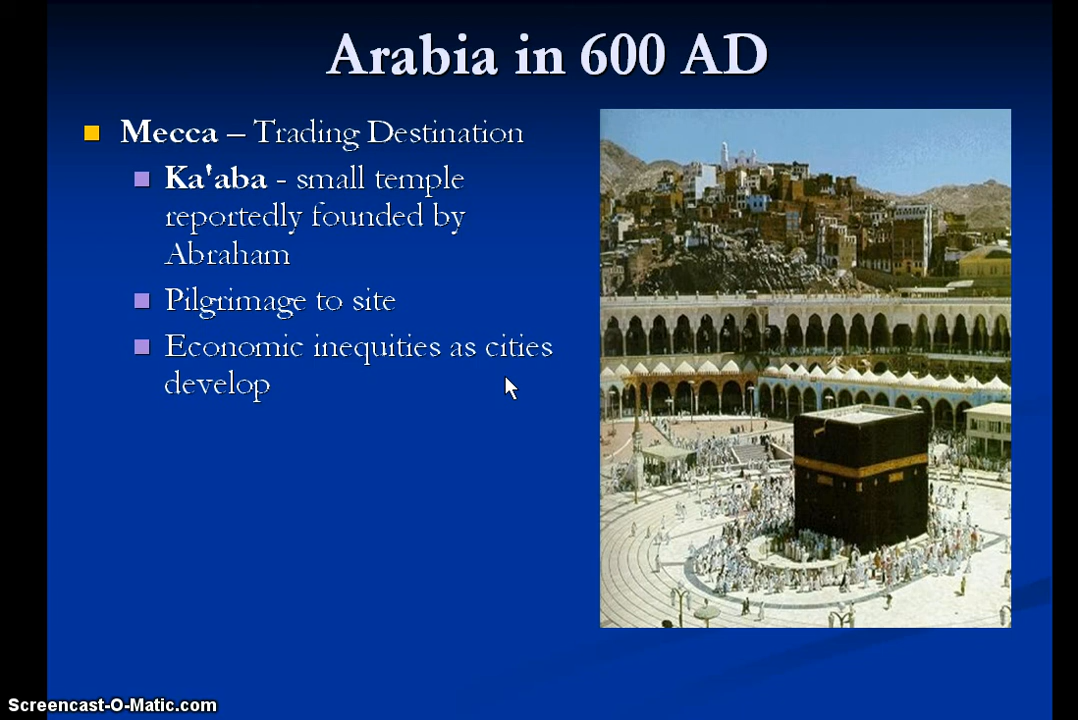 Arabia in 600 AD
Mecca – Trading Destination
Ka'aba - small temple
reportedly founded by
Abraham
Pilgrimage to site
Economic inequities as cities
develop
Screencast-O-Matic.com